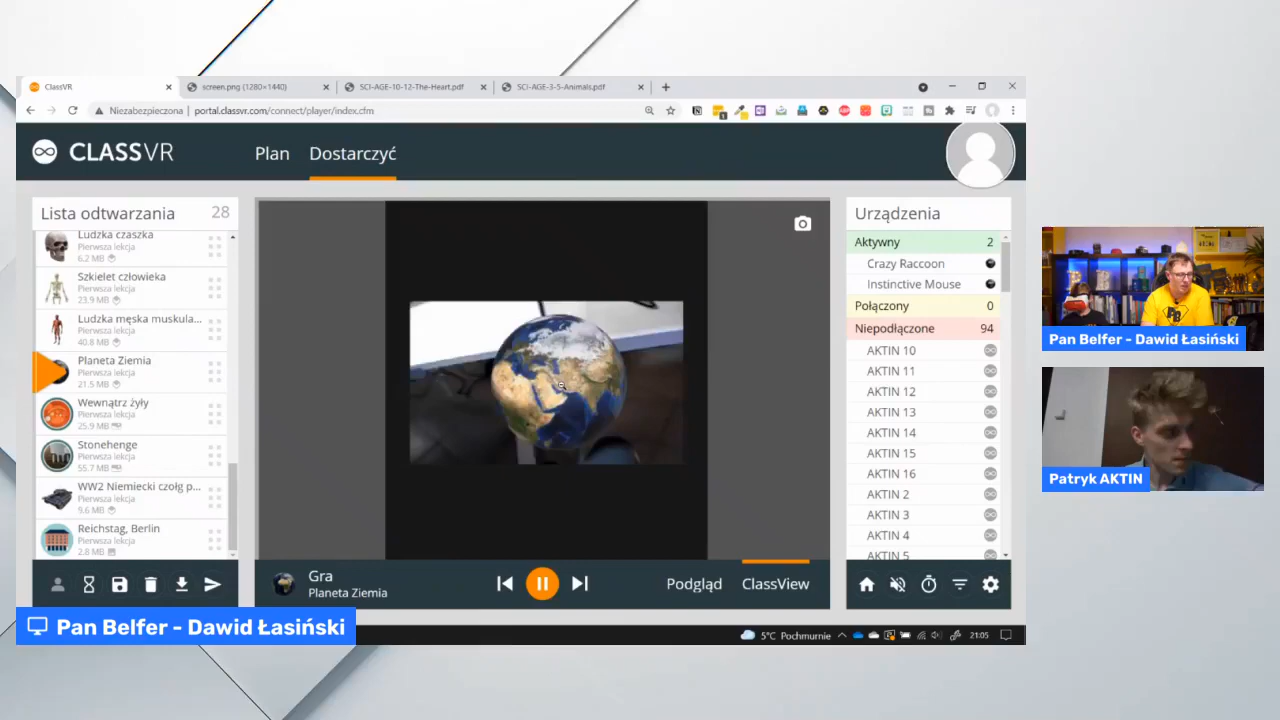 ClassVR
screen.png (1280×1440)
SCI-AGE-10-12-The-Heart.pdf
SCI-AGE-3-5-Animals.pdf
Niezabezpieczona
portal.classvr.com/connect/player/index.cfm
CLASSVR
Plan
Dostarczyć
Lista odtwarzania 28
Ludzka czaszka
Pierwsza lekcja
6.2 MB
Szkielet człowieka
Pierwsza lekcja
23.9 MB
Ludzka męska muskula...
Pierwsza lekcja
40.8 MB
Planeta Ziemia
Pierwsza lekcja
21.5 MB
Wewnątrz żyły
Pierwsza lekcja
25.9 MB
Stonehenge
Pierwsza lekcja
55.7 MB
WW2 Niemiecki czołg p...
Pierwsza lekcja
9.6 MB
Reichstag, Berlin
Pierwsza lekcja
2.8 MB
Gra
Planeta Ziemia
Podgląd
ClassView
Urządzenia
Aktywny 2
Crazy Raccoon
Instinctive Mouse
Połączony 0
Niepodłączone 94
AKTIN 10
AKTIN 11
AKTIN 12
AKTIN 13
AKTIN 14
AKTIN 15
AKTIN 16
AKTIN 2
AKTIN 3
AKTIN 4
AKTIN 5
5°C Pochmurnie
21:05
Pan Belfer - Dawid Łasiński
Pan Belfer - Dawid Łasiński
Patryk AKTIN